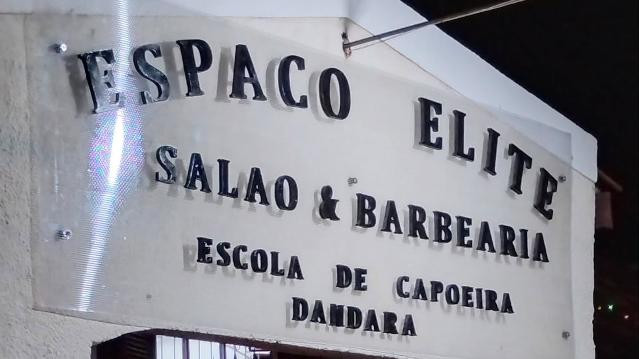 ESPACO ELITE
SALAO & BARBEARIA
ESCOLA DE CAPOEIRA
DANDARA